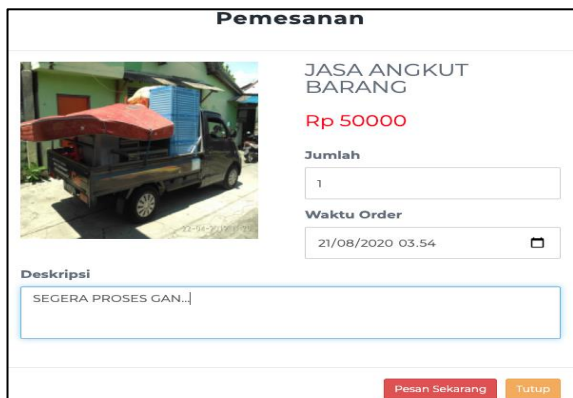 Pemesanan
JASA ANGKUT
BARANG
Rp 50000
Jumlah
1
Waktu Order
21/08/2020 03.54
Deskripsi
SEGERA PROSES GAN...
Pesan Sekarang
Tutup